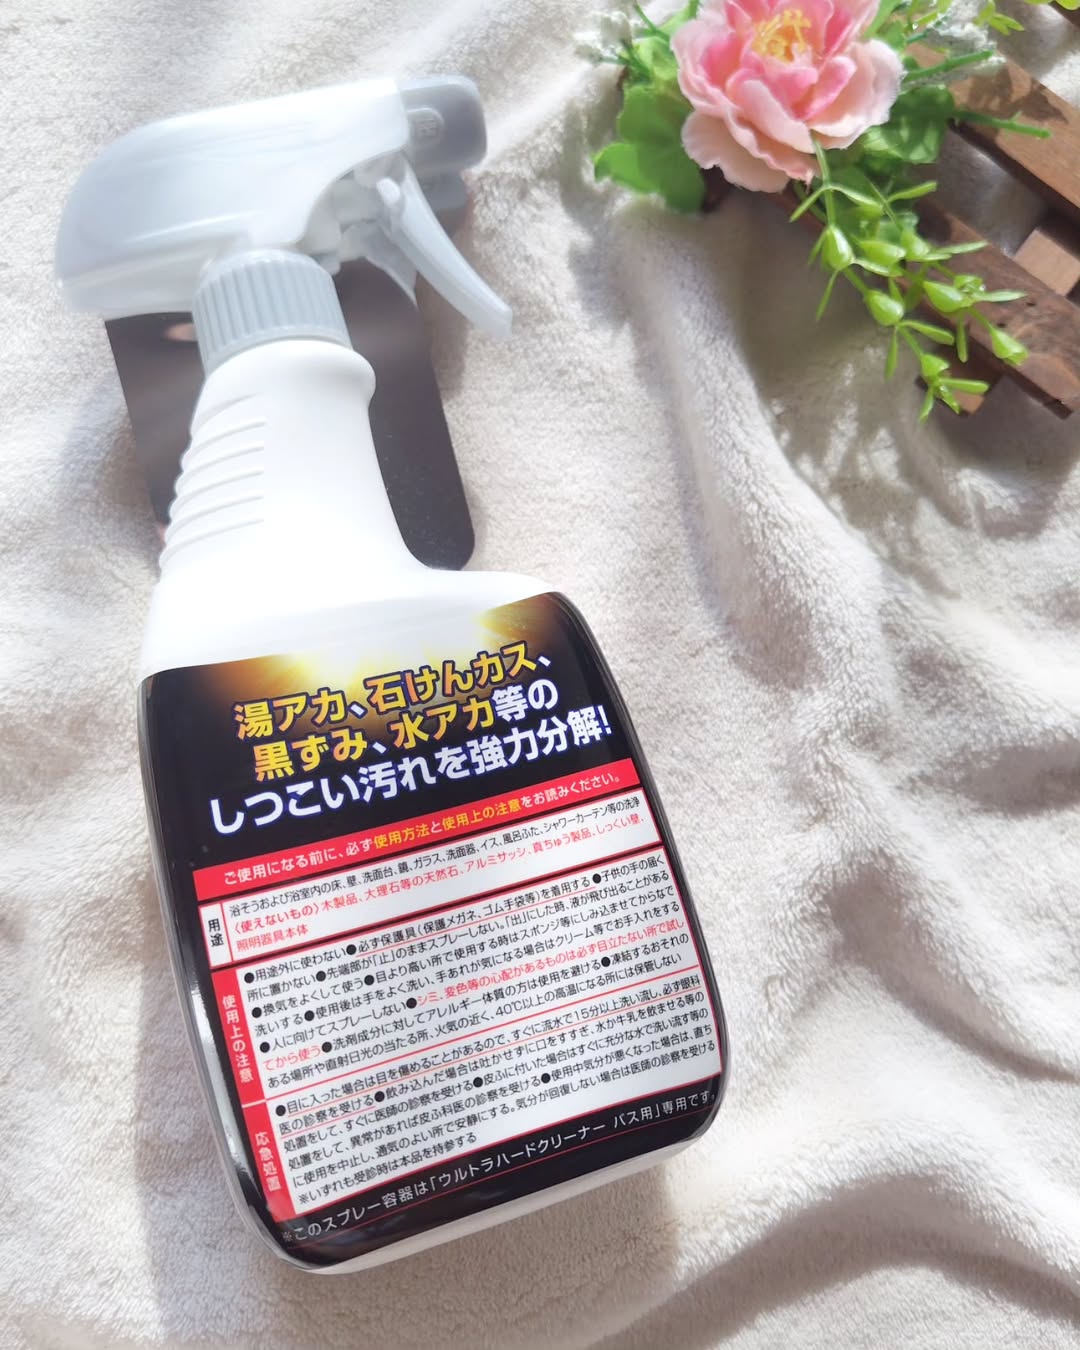 湯アカ、石けんカス、
黒ずみ、水アカ等の
しつこい汚れを強力分解!
ご使用になる前に、必ず使用方法と使用上の注意をお読みください。
用途
浴そうおよび浴室内の床、壁、洗面台、鏡、ガラス、洗面器、イス、風呂ふた、シャワーカーテン等の洗浄
〈使えないもの〉木製品、大理石等の天然石、アルミサッシ、真ちゅう製品、しっくい壁、
照明器具本体
使用上の注意
●用途外に使わない●必ず保護具(保護メガネ、ゴム手袋等)を着用する●子供の手の届く
所に置かない●先端部が「止」のままスプレーしない。「出」にした時、液が飛び出ることがある
●換気をよくして使う●目より高い所で使用する時はスポンジ等にしみ込ませてからなで
洗いする●使用後は手をよく洗い、手あれが気になる場合はクリーム等でお手入れをする
●人に向けてスプレーしない●シミ、変色等の心配があるものは必ず目立たない所で試し
てから使う●洗剤成分に対してアレルギー体質の方は使用を避ける●凍結するおそれの
ある場所や直射日光の当たる所、火気の近く、40℃以上の高温になる所には保管しない
応急処置
●目に入った場合は目を傷めることがあるので、すぐに流水で15分以上洗い流し、必ず眼科
医の診察を受ける●飲み込んだ場合は吐かせずに口をすすぎ、水か牛乳を飲ませる等の
処置をして、すぐに医師の診察を受ける●皮ふに付いた場合はすぐに充分な水で洗い流す等の
処置をして、異常があれば皮ふ科医の診察を受ける●使用中気分が悪くなった場合は、直ち
に使用を中止し、通気のよい所で安静にする。気分が回復しない場合は医師の診察を受ける
※いずれも受診時は本品を持参する
※このスプレー容器は「ウルトラハードクリーナー バス用」専用です。